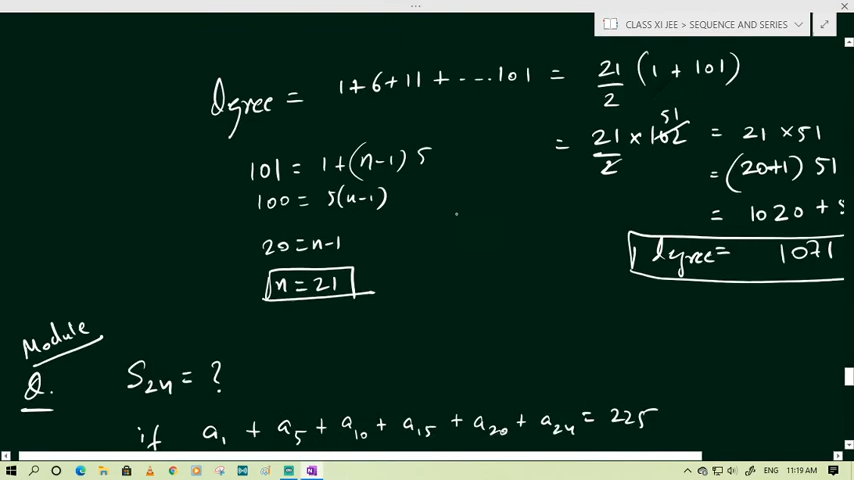 CLASS XI JEE > SEQUENCE AND SERIES
degree = 1+6+11+-...101 = 21/2 (1+101)
= 21/2 × 102 51 = 21 × 51
101 = 1+(n-1) 5
= (20+1) 51
100 = 5(n-1)
= 1020 + 5
20 = n-1
degree = 1071
n = 21
Module
Q. S₂₄ = ?
if a₁ + a₅ + a₁₀ + a₁₅ + a₂₀ + a₂₄ = 225
ENG 11:19 AM